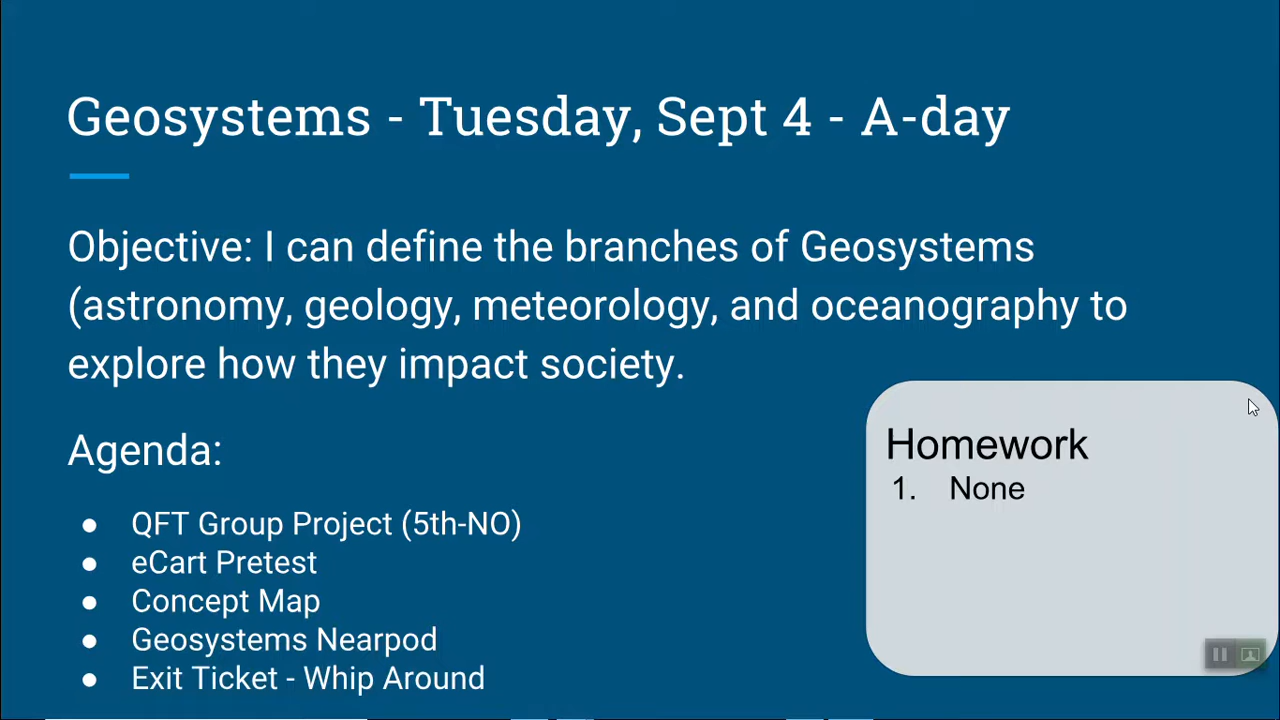 Geosystems - Tuesday, Sept 4 - A-day
Objective: I can define the branches of Geosystems
(astronomy, geology, meteorology, and oceanography to
explore how they impact society.
Agenda:
● QFT Group Project (5th-NO)
● eCart Pretest
● Concept Map
● Geosystems Nearpod
● Exit Ticket - Whip Around
Homework
1. None